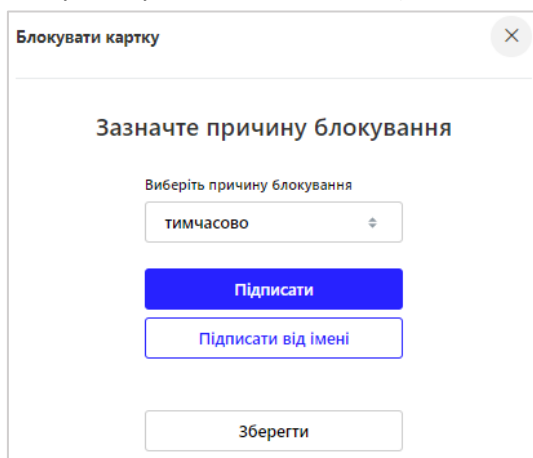 Блокувати картку
Зазначте причину блокування
Виберіть причину блокування
тимчасово
Підписати
Підписати від імені
Зберегти